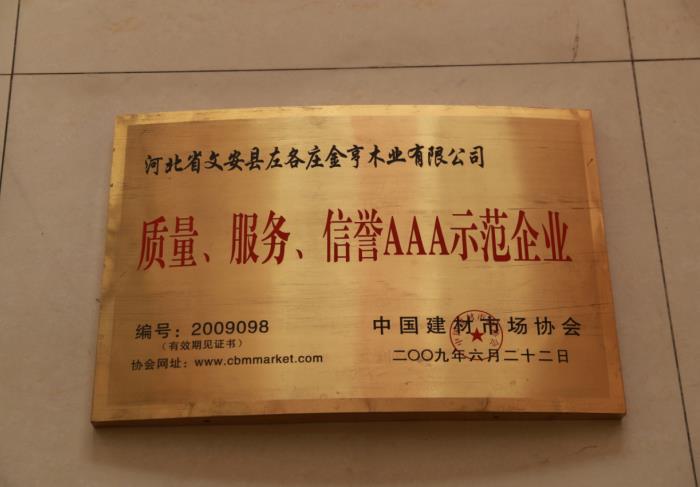 河北省文安县左各庄金亨木业有限公司
质量、服务、信誉AAA示范企业
编号：2009098
（有效期见证书）
协会网址：www.cbmmarket.com
中国建材市场协会
二〇〇九年六月二十二日